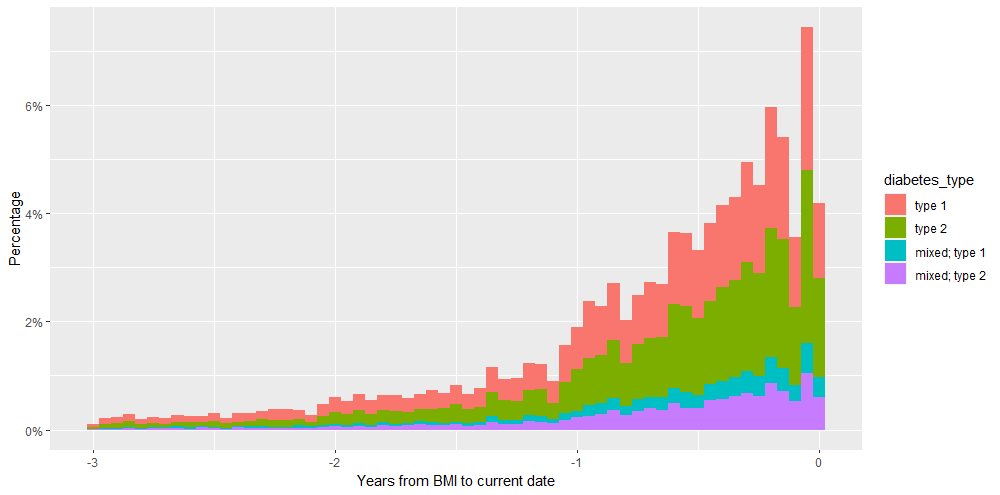 Percentage
6%
4%
2%
0%
-3
-2
-1
0
Years from BMI to current date
diabetes_type
type 1
type 2
mixed; type 1
mixed; type 2